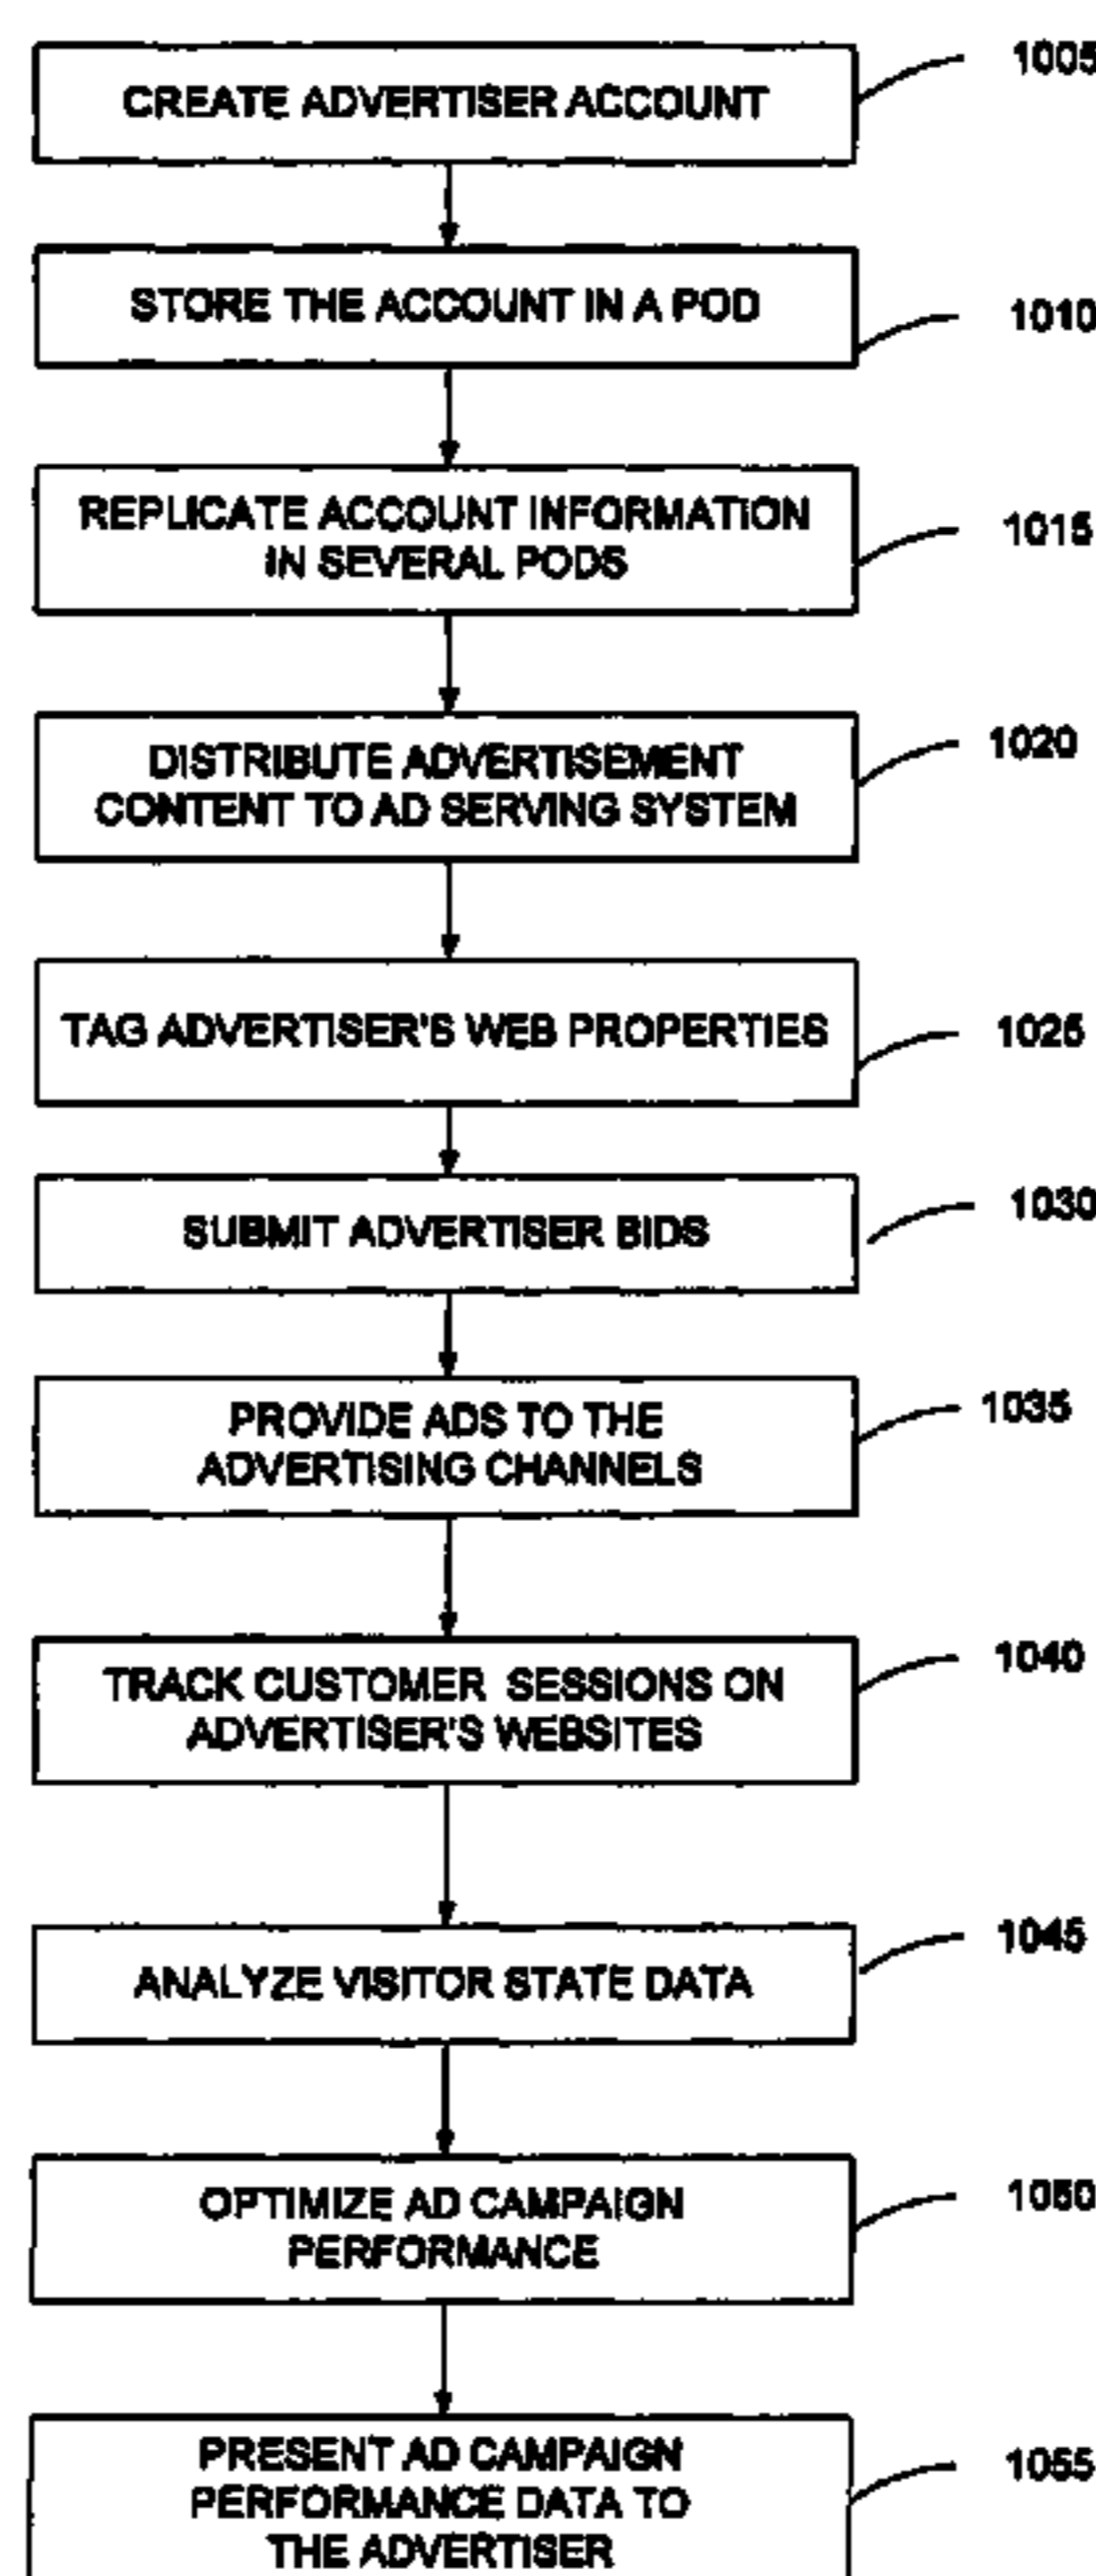 CREATE ADVERTISER ACCOUNT
1005
STORE THE ACCOUNT IN A POD
1010
REPLICATE ACCOUNT INFORMATION
IN SEVERAL PODS
1015
DISTRIBUTE ADVERTISEMENT
CONTENT TO AD SERVING SYSTEM
1020
TAG ADVERTISER'S WEB PROPERTIES
1025
SUBMIT ADVERTISER BIDS
1030
PROVIDE ADS TO THE
ADVERTISING CHANNELS
1035
TRACK CUSTOMER SESSIONS ON
ADVERTISER'S WEBSITES
1040
ANALYZE VISITOR STATE DATA
1045
OPTIMIZE AD CAMPAIGN
PERFORMANCE
1050
PRESENT AD CAMPAIGN
PERFORMANCE DATA TO
THE ADVERTISER
1055